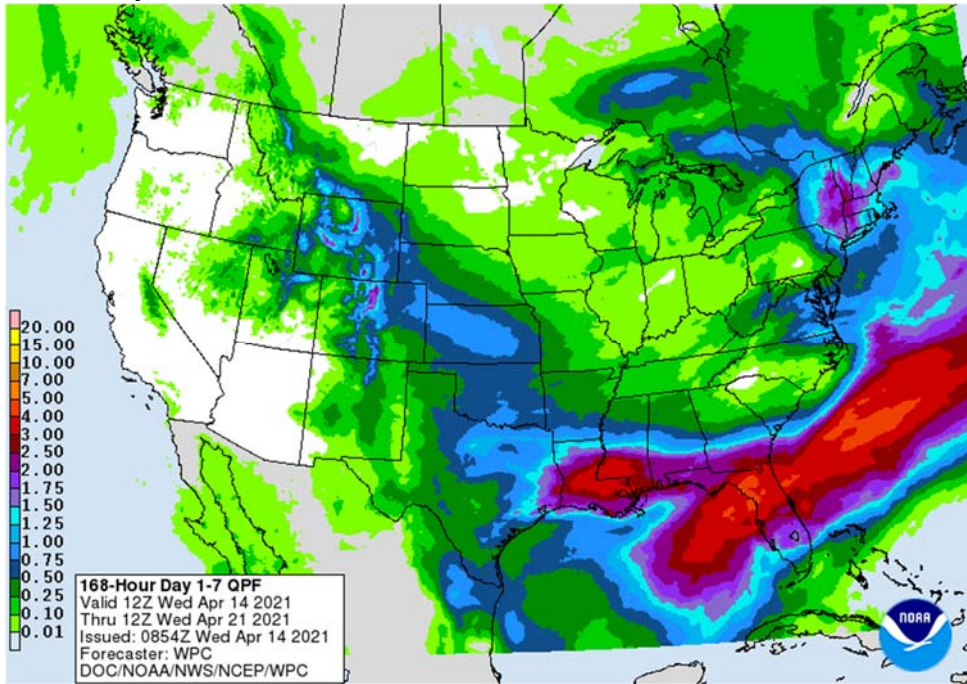 20.00
15.00
10.00
7.00
5.00
4.00
3.00
2.50
2.00
1.75
1.50
1.25
1.00
0.75
0.50
0.25
0.10
0.01
168-Hour Day 1-7 QPF
Valid 12Z Wed Apr 14 2021
Thru 12Z Wed Apr 21 2021
Issued: 0854Z Wed Apr 14 2021
Forecaster: WPC
DOC/NOAA/NWS/NCEP/WPC
NOAA